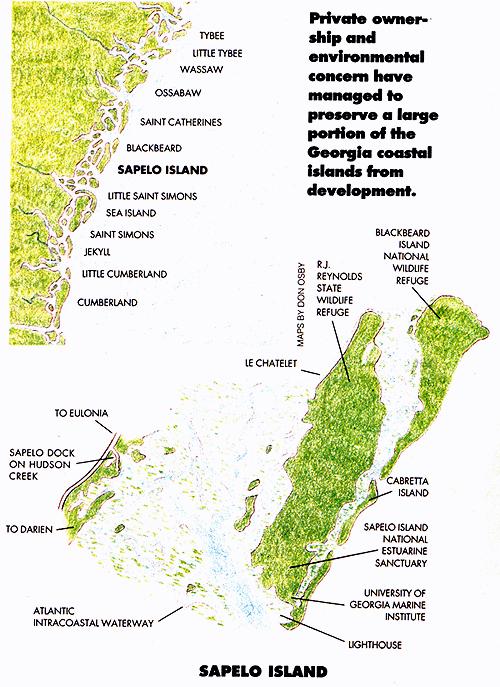 Private owner-
ship and
environmental
concern have
managed to
preserve a large
portion of the
Georgia coastal
islands from
development.
TYBEE
LITTLE TYBEE
WASSAW
OSSABAW
SAINT CATHERINES
BLACKBEARD
SAPELO ISLAND
LITTLE SAINT SIMONS
SEA ISLAND
SAINT SIMONS
JEKYLL
LITTLE CUMBERLAND
CUMBERLAND
MAPS BY DON OSBY
BLACKBEARD
ISLAND
NATIONAL
WILDLIFE
REFUGE
R.J.
REYNOLDS
STATE
WILDLIFE
REFUGE
LE CHATELET
TO EULONIA
SAPELO DOCK
ON HUDSON
CREEK
TO DARIEN
CABRETTA
ISLAND
SAPELO ISLAND
NATIONAL
ESTUARINE
SANCTUARY
UNIVERSITY OF
GEORGIA MARINE
INSTITUTE
ATLANTIC
INTRACOASTAL WATERWAY
LIGHTHOUSE
SAPELO ISLAND